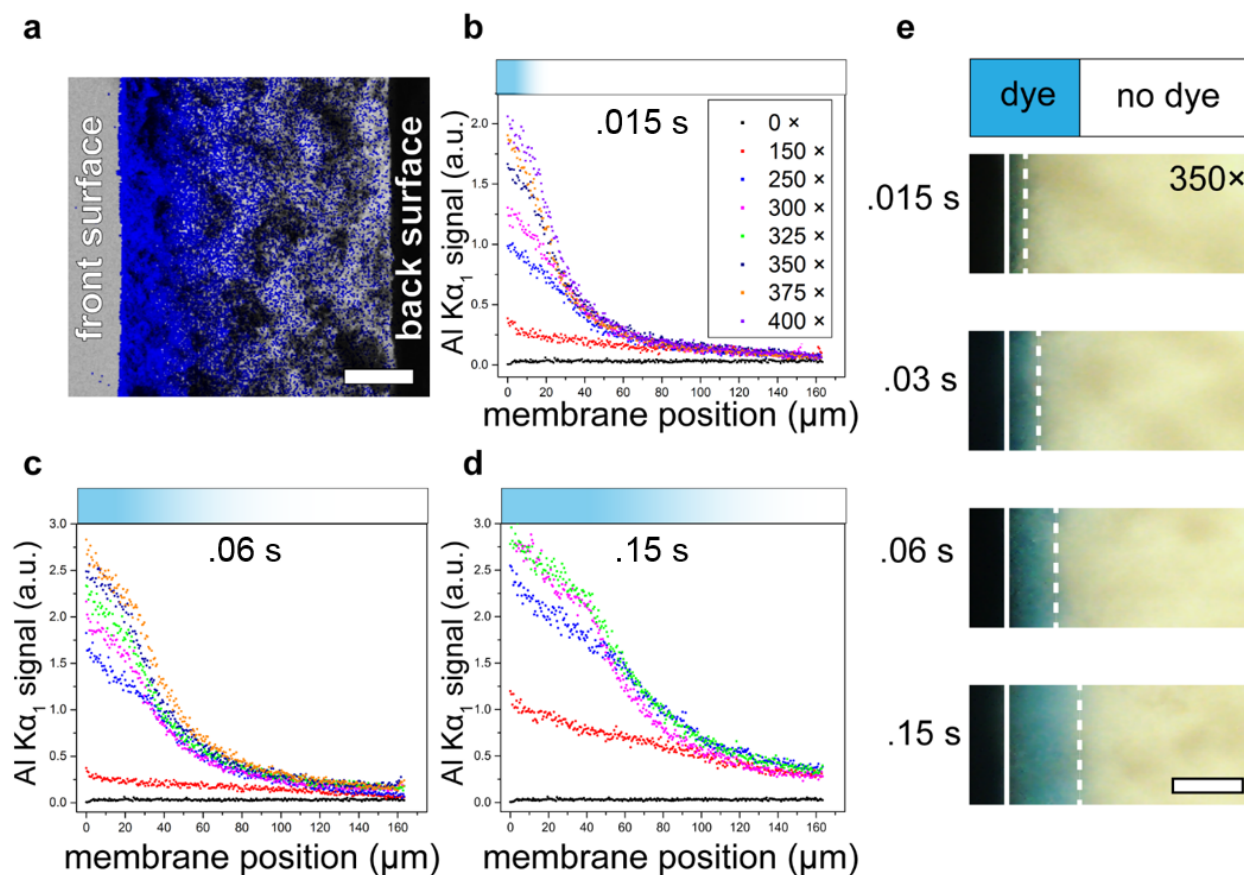 a
front surface
back surface
b
.015 s
0 ×
150 ×
250 ×
300 ×
325 ×
350 ×
375 ×
400 ×
2.0
1.5
1.0
0.5
0.0
Al Kα₁ signal (a.u.)
0 20 40 60 80 100 120 140 160
membrane position (µm)
c
.06 s
3.0
2.5
2.0
1.5
1.0
0.5
0.0
Al Kα₁ signal (a.u.)
0 20 40 60 80 100 120 140 160
membrane position (µm)
d
.15 s
3.0
2.5
2.0
1.5
1.0
0.5
0.0
Al Kα₁ signal (a.u.)
0 20 40 60 80 100 120 140 160
membrane position (µm)
e
dye no dye
.015 s
350×
.03 s
.06 s
.15 s